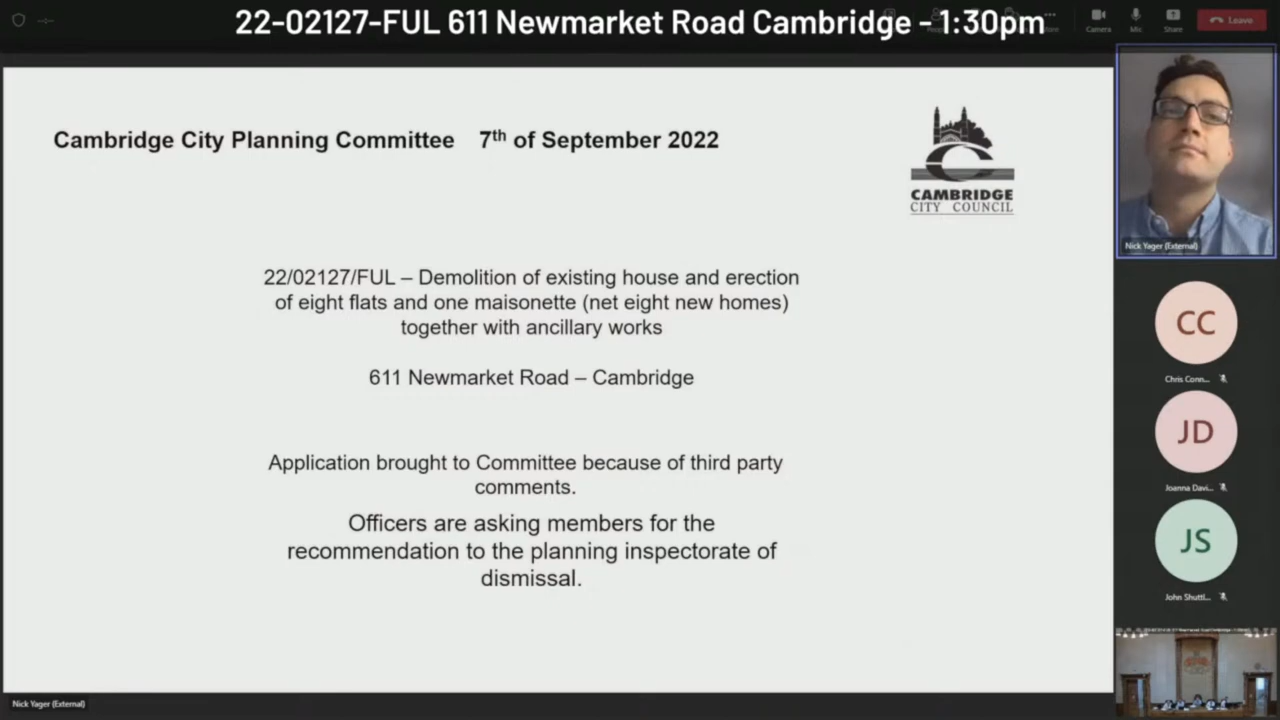 22-02127-FUL 611 Newmarket Road Cambridge - 1:30pm
Camera
Mic
Share
Leave
Cambridge City Planning Committee 7th of September 2022
CAMBRIDGE
CITY COUNCIL
22/02127/FUL – Demolition of existing house and erection
of eight flats and one maisonette (net eight new homes)
together with ancillary works
611 Newmarket Road – Cambridge
Application brought to Committee because of third party
comments.
Officers are asking members for the
recommendation to the planning inspectorate of
dismissal.
Nick Yager (External)
CC
Chris Conn...
JD
Joanna Davi...
JS
John Shuttl...
Nick Yager (External)